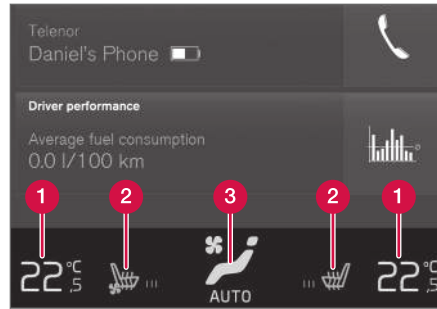 Telenor
Daniel's Phone
Driver performance
Average fuel consumption
0.0 l/100 km
1 2 3 2 1
22,5 °C 22,5 °C
AUTO